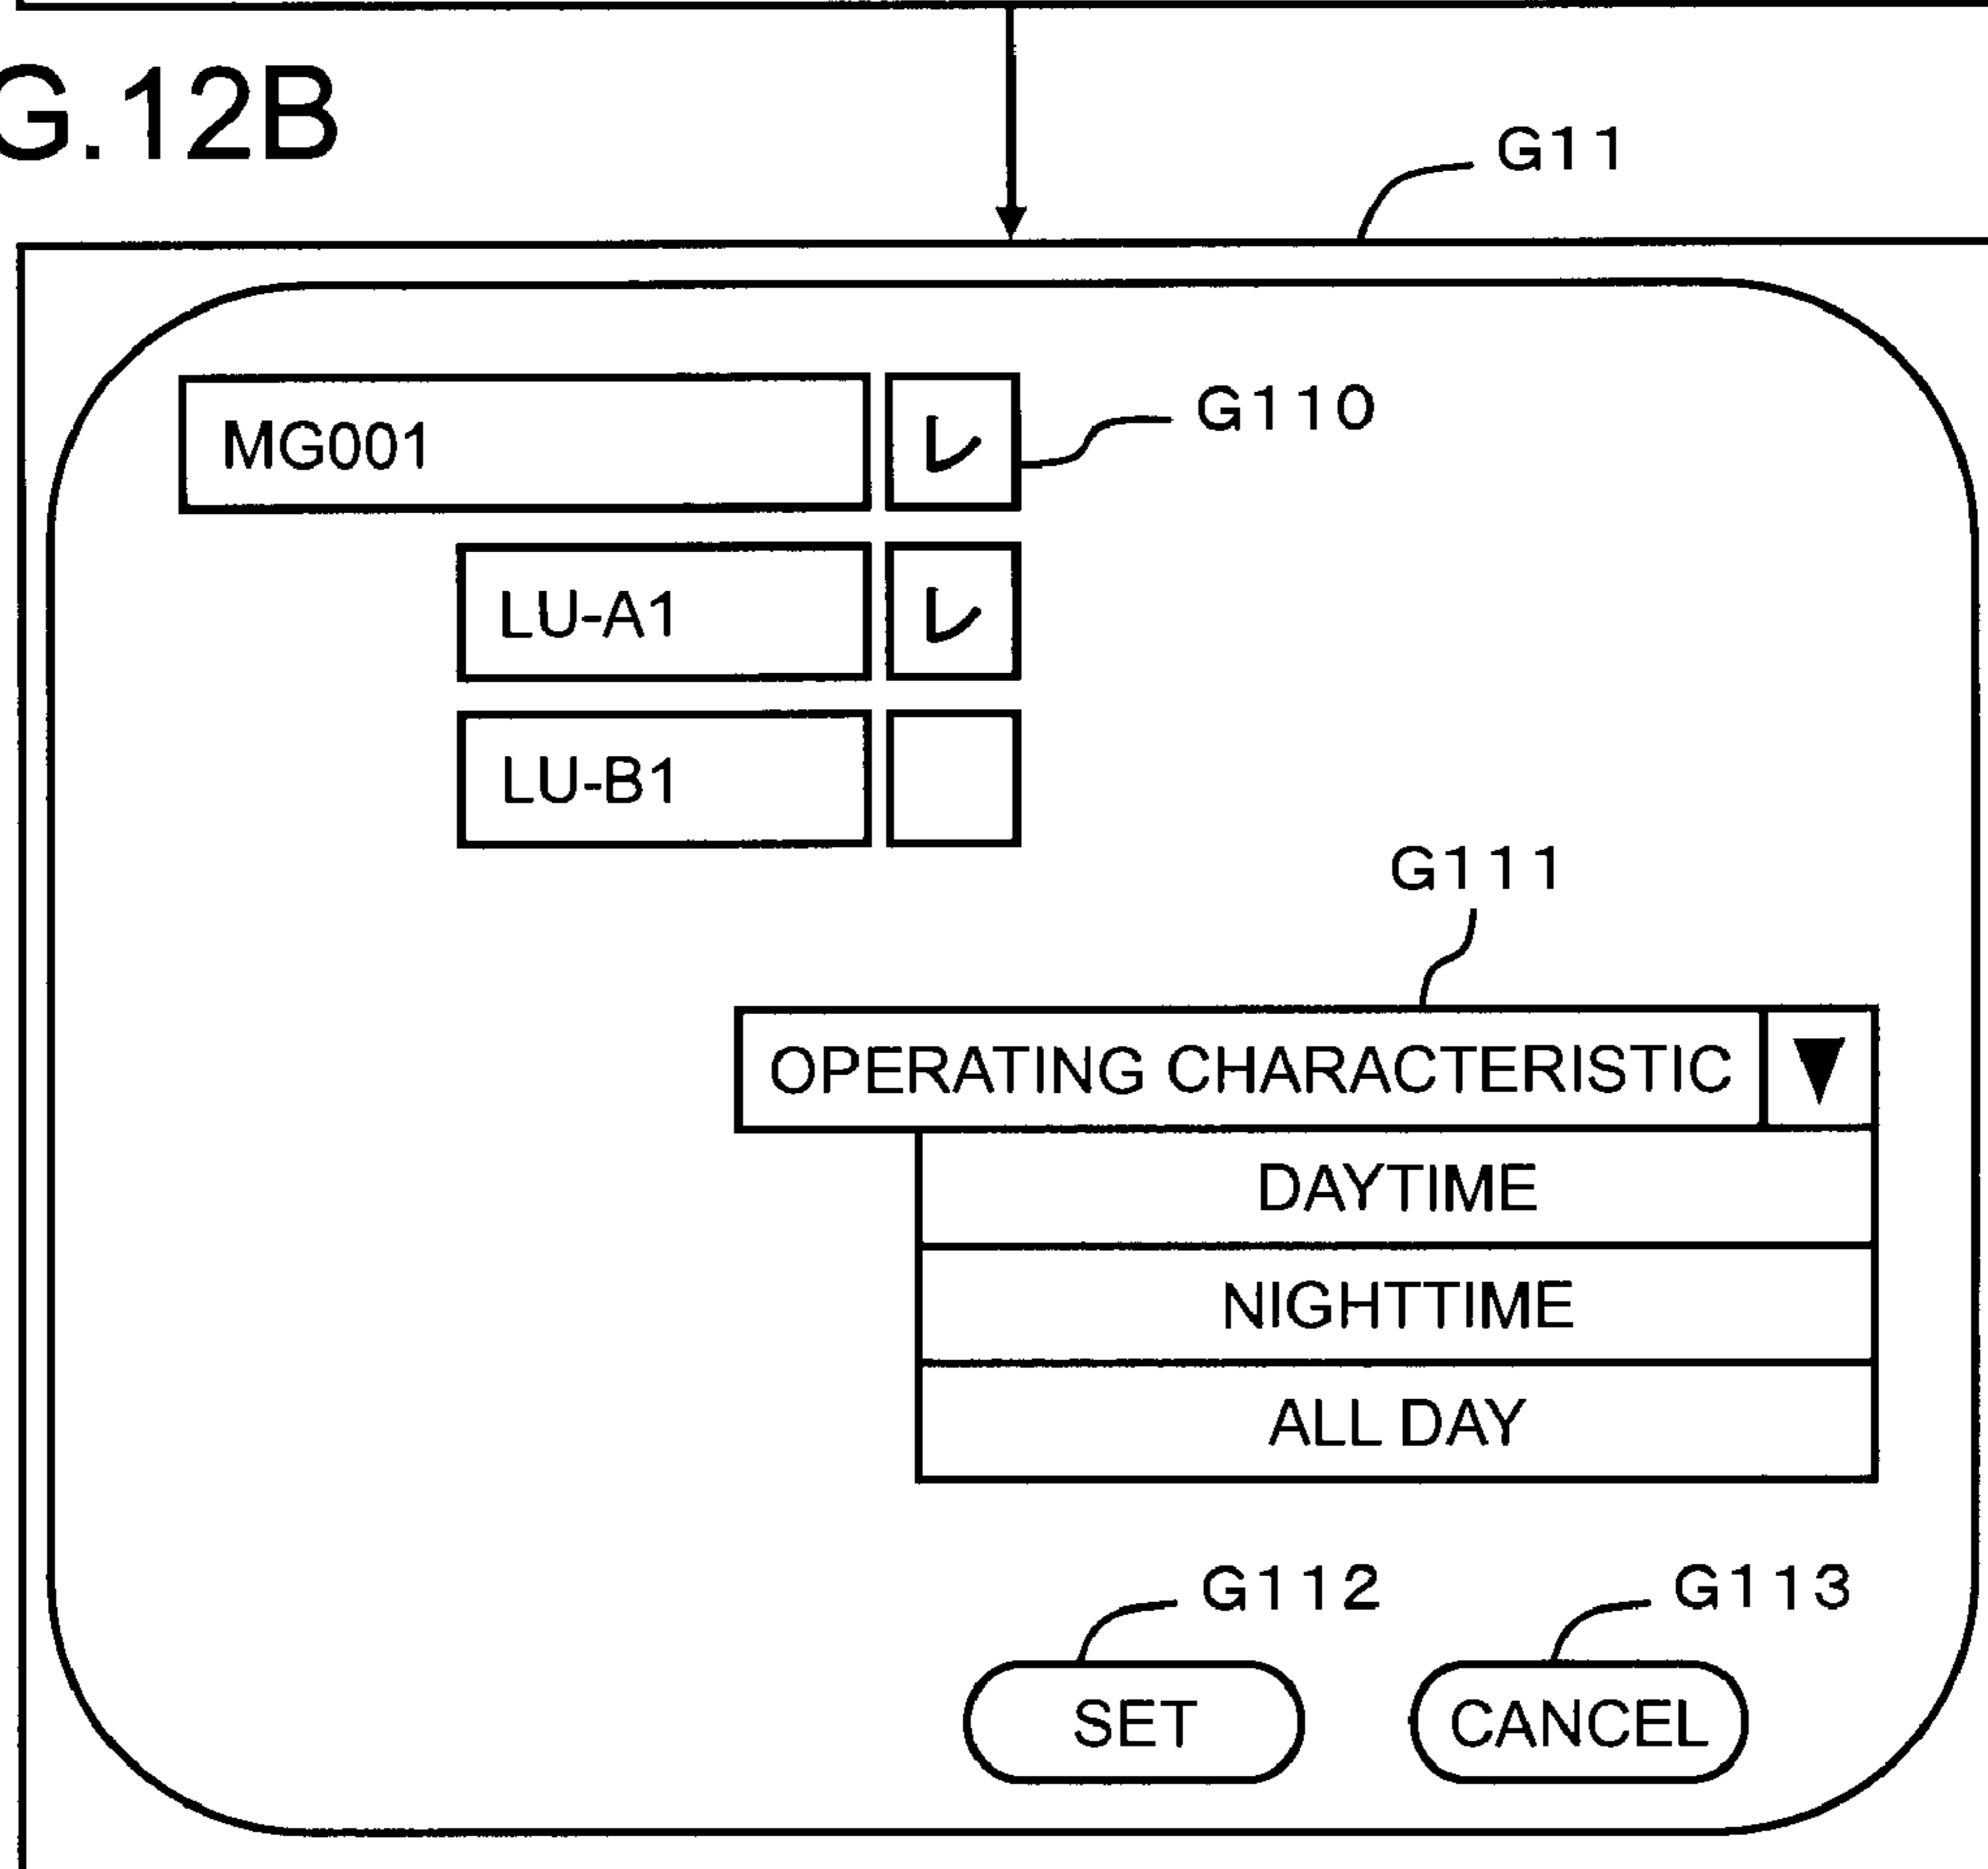 G.12B
G11
MG001
G110
LU-A1
LU-B1
G111
OPERATING CHARACTERISTIC ▼
DAYTIME
NIGHTTIME
ALL DAY
G112
G113
SET
CANCEL